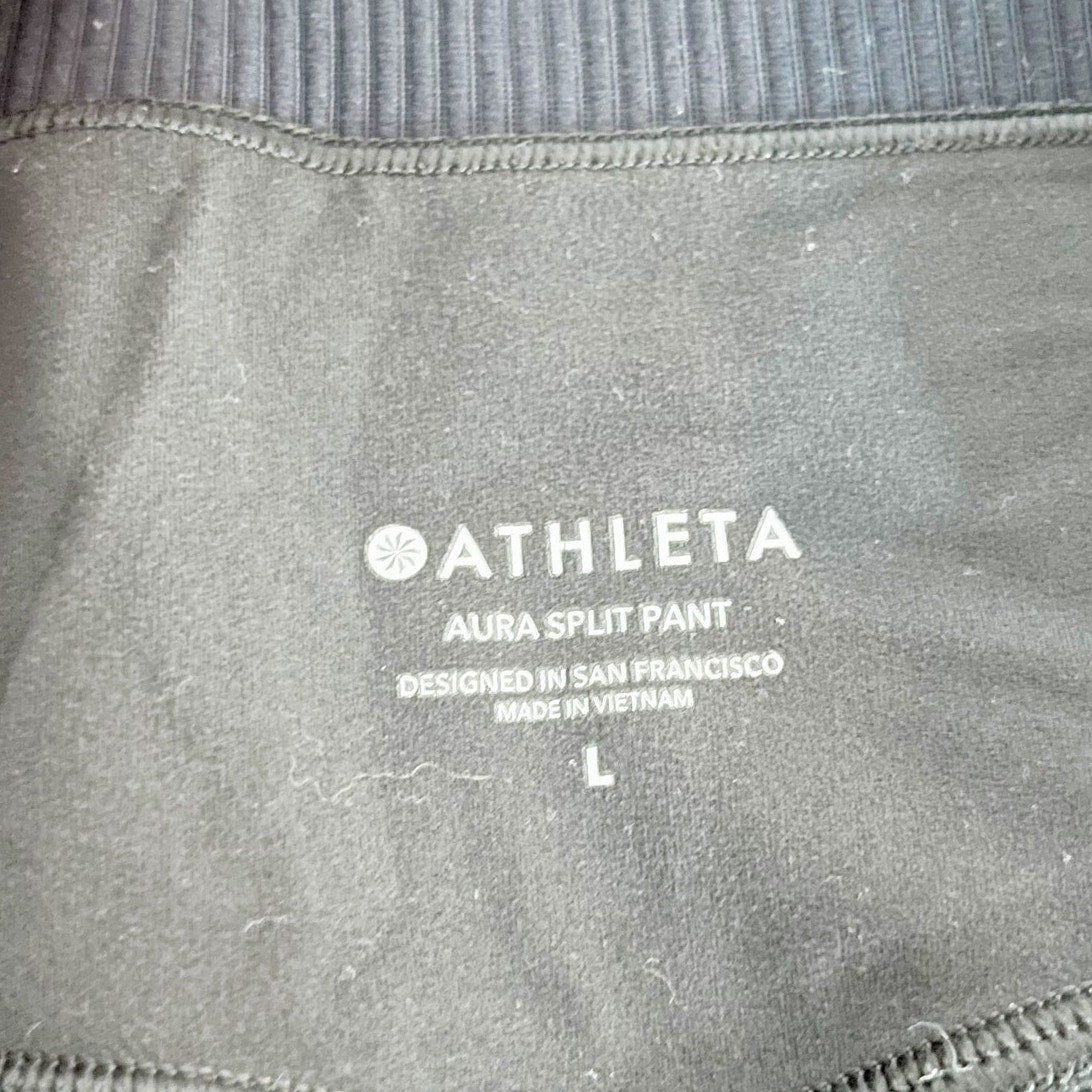 ATHLETA
AURA SPLIT PANT
DESIGNED IN SAN FRANCISCO
MADE IN VIETNAM
L